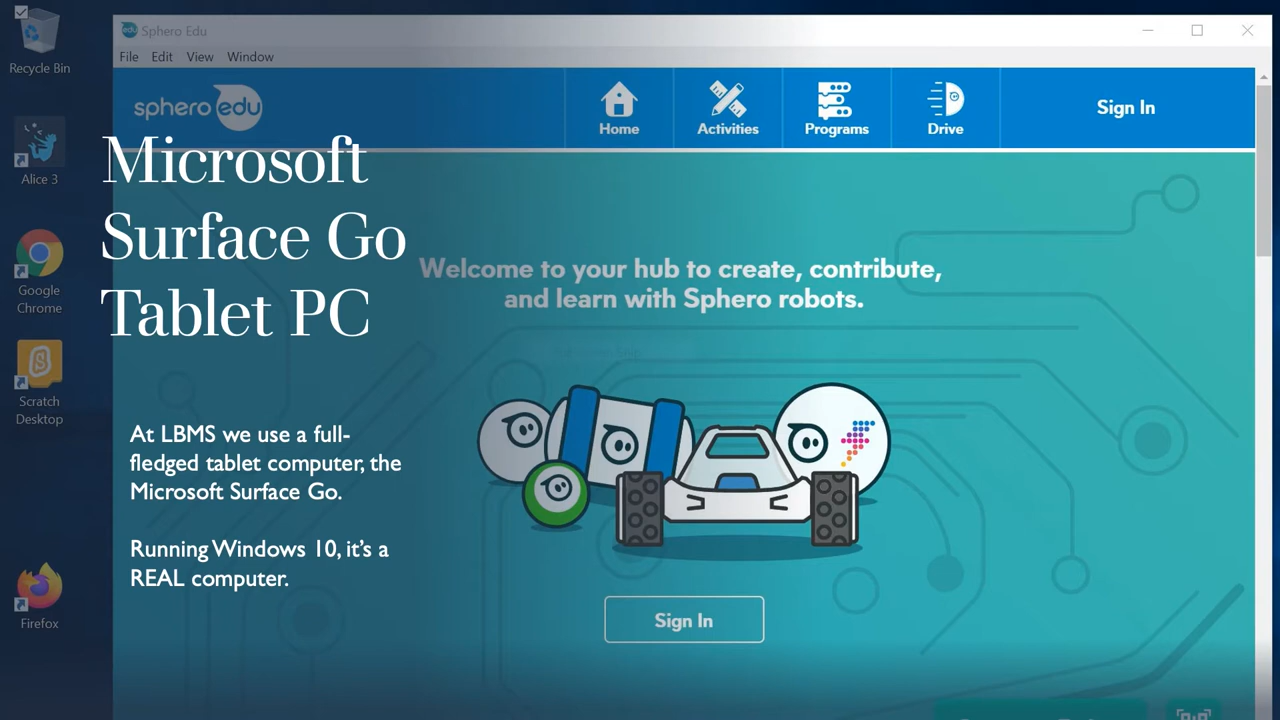 Sphero Edu
File Edit View Window
Recycle Bin
sphero edu
Home
Activities
Programs
Drive
Sign In
Alice 3
Microsoft
Surface Go
Tablet PC
Google
Chrome
Welcome to your hub to create, contribute,
and learn with Sphero robots.
Scratch
Desktop
At LBMS we use a full-
fledged tablet computer, the
Microsoft Surface Go.
Running Windows 10, it's a
REAL computer.
Firefox
Sign In